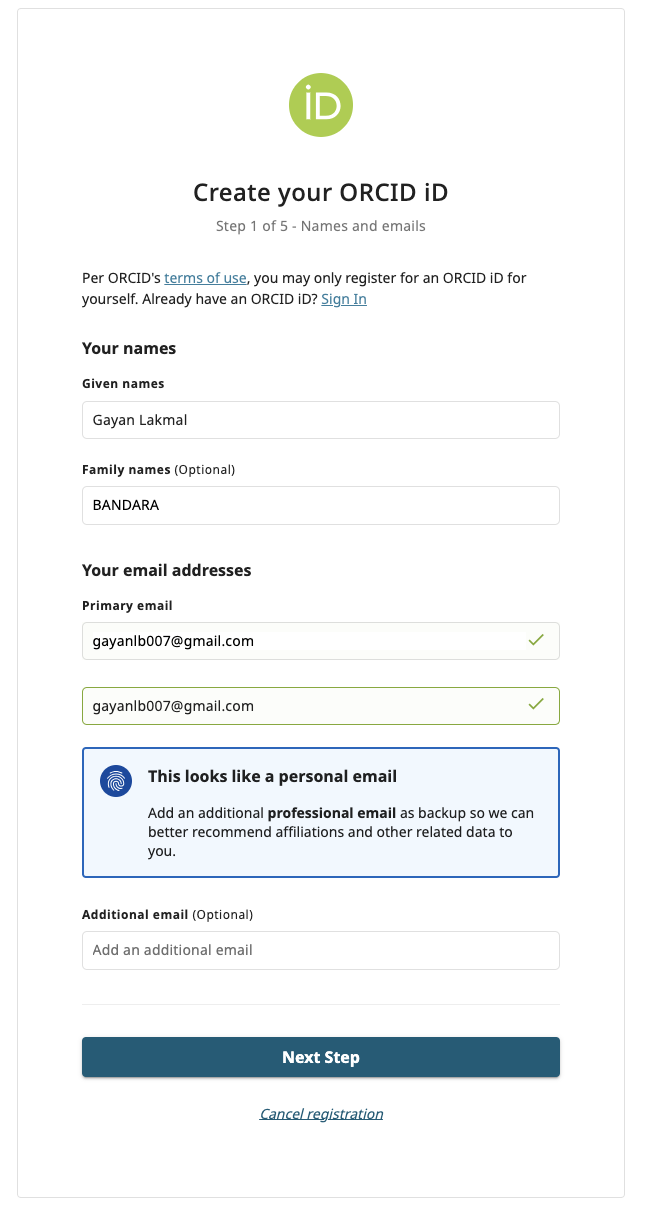 iD
Create your ORCID iD
Step 1 of 5 - Names and emails
Per ORCID's terms of use, you may only register for an ORCID iD for
yourself. Already have an ORCID iD? Sign In
Your names
Given names
Gayan Lakmal
Family names (Optional)
BANDARA
Your email addresses
Primary email
gayanlb007@gmail.com
gayanlb007@gmail.com
This looks like a personal email
Add an additional professional email as backup so we can
better recommend affiliations and other related data to
you.
Additional email (Optional)
Add an additional email
Next Step
Cancel registration